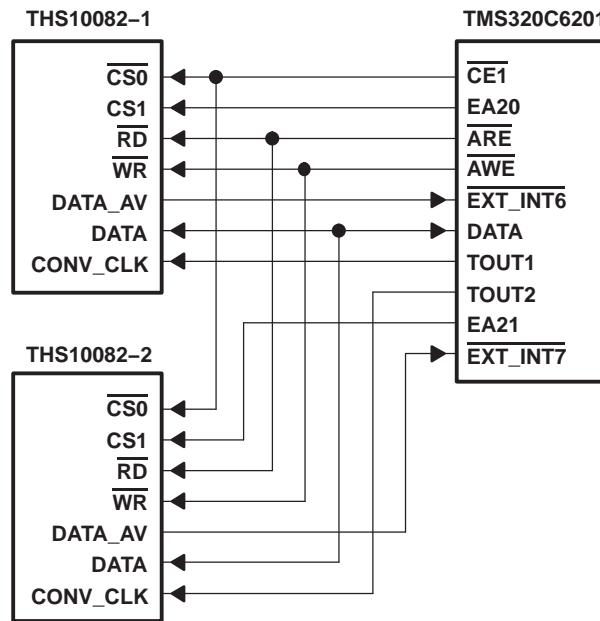 THS10082–1
CS0
CS1
RD
WR
DATA_AV
DATA
CONV_CLK
TMS320C6201
CE1
EA20
ARE
AWE
EXT_INT6
DATA
TOUT1
TOUT2
EA21
EXT_INT7
THS10082–2
CS0
CS1
RD
WR
DATA_AV
DATA
CONV_CLK